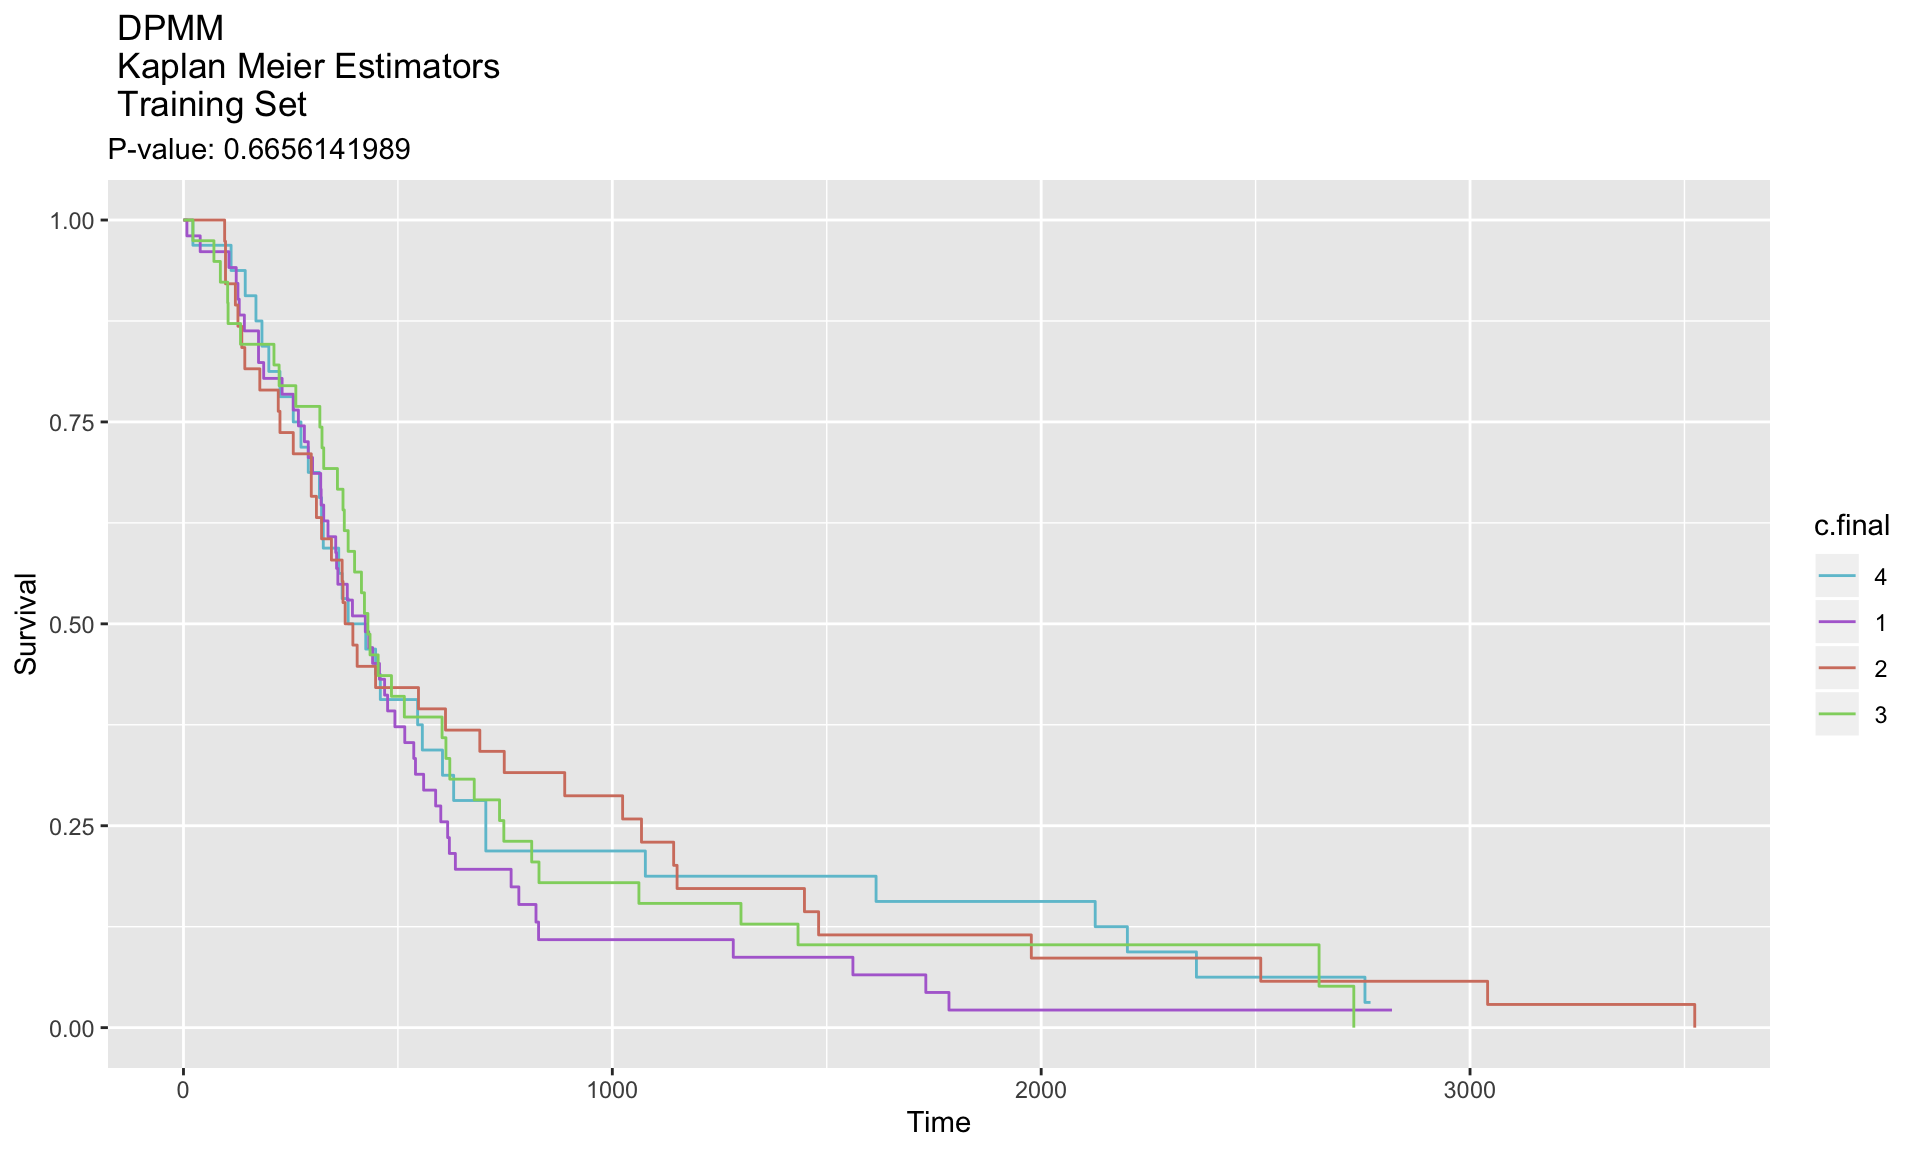 DPMM
Kaplan Meier Estimators
Training Set
P-value: 0.6656141989
1.00
0.75
0.50
0.25
0.00
Survival
0
1000
2000
3000
Time
c.final
4
1
2
3